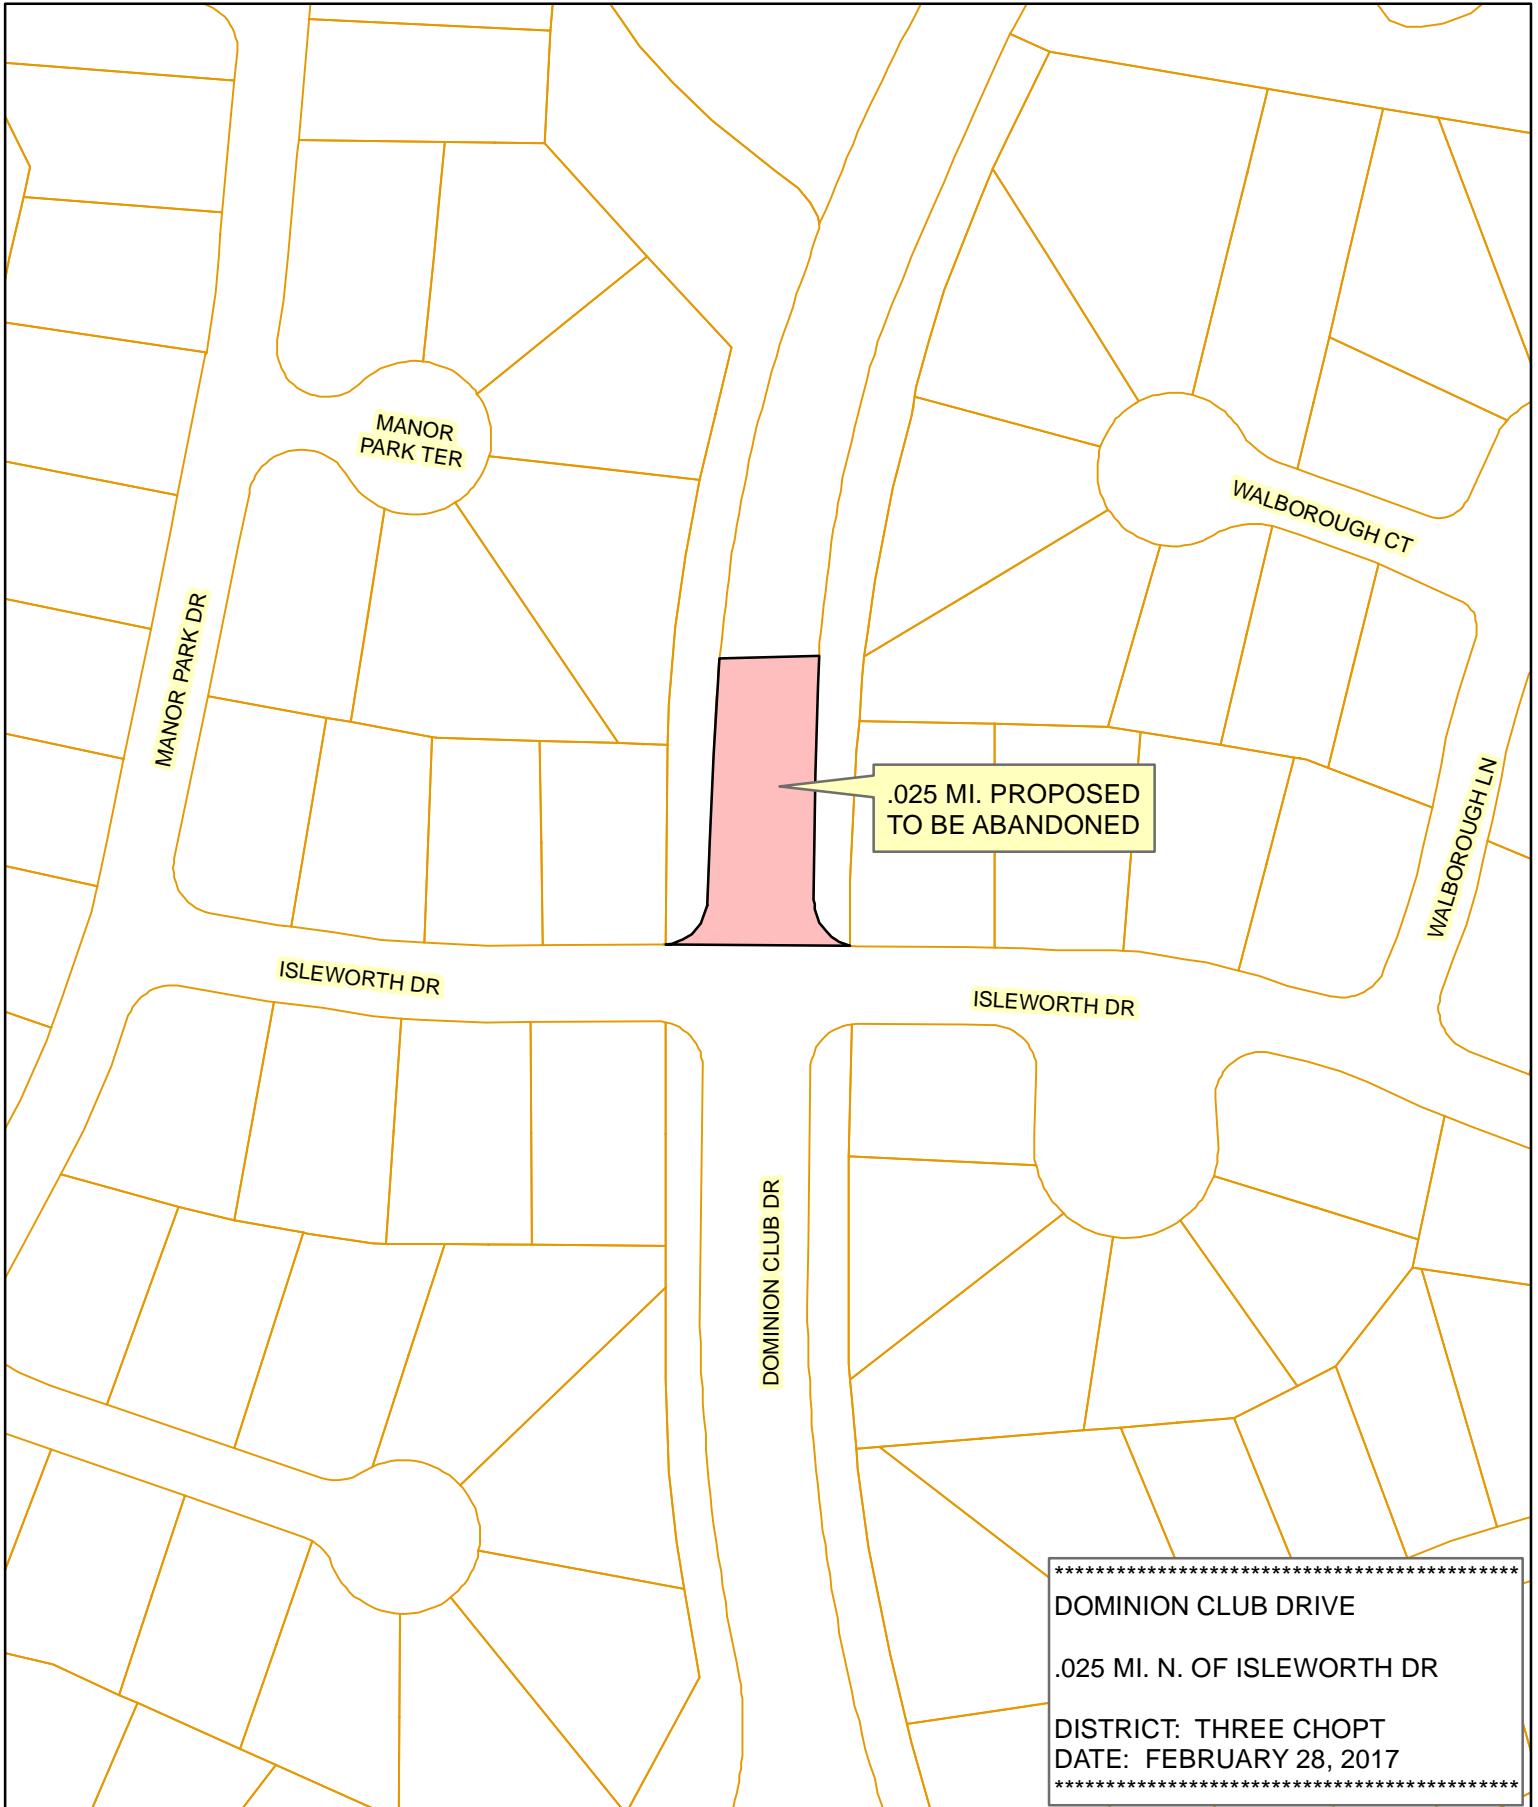 MANOR
PARK TER
WALBOROUGH CT
MANOR PARK DR
.025 MI. PROPOSED
TO BE ABANDONED
WALBOROUGH LN
ISLEWORTH DR
ISLEWORTH DR
DOMINION CLUB DR
*********************************************
DOMINION CLUB DRIVE
.025 MI. N. OF ISLEWORTH DR
DISTRICT: THREE CHOPT
DATE: FEBRUARY 28, 2017
*********************************************